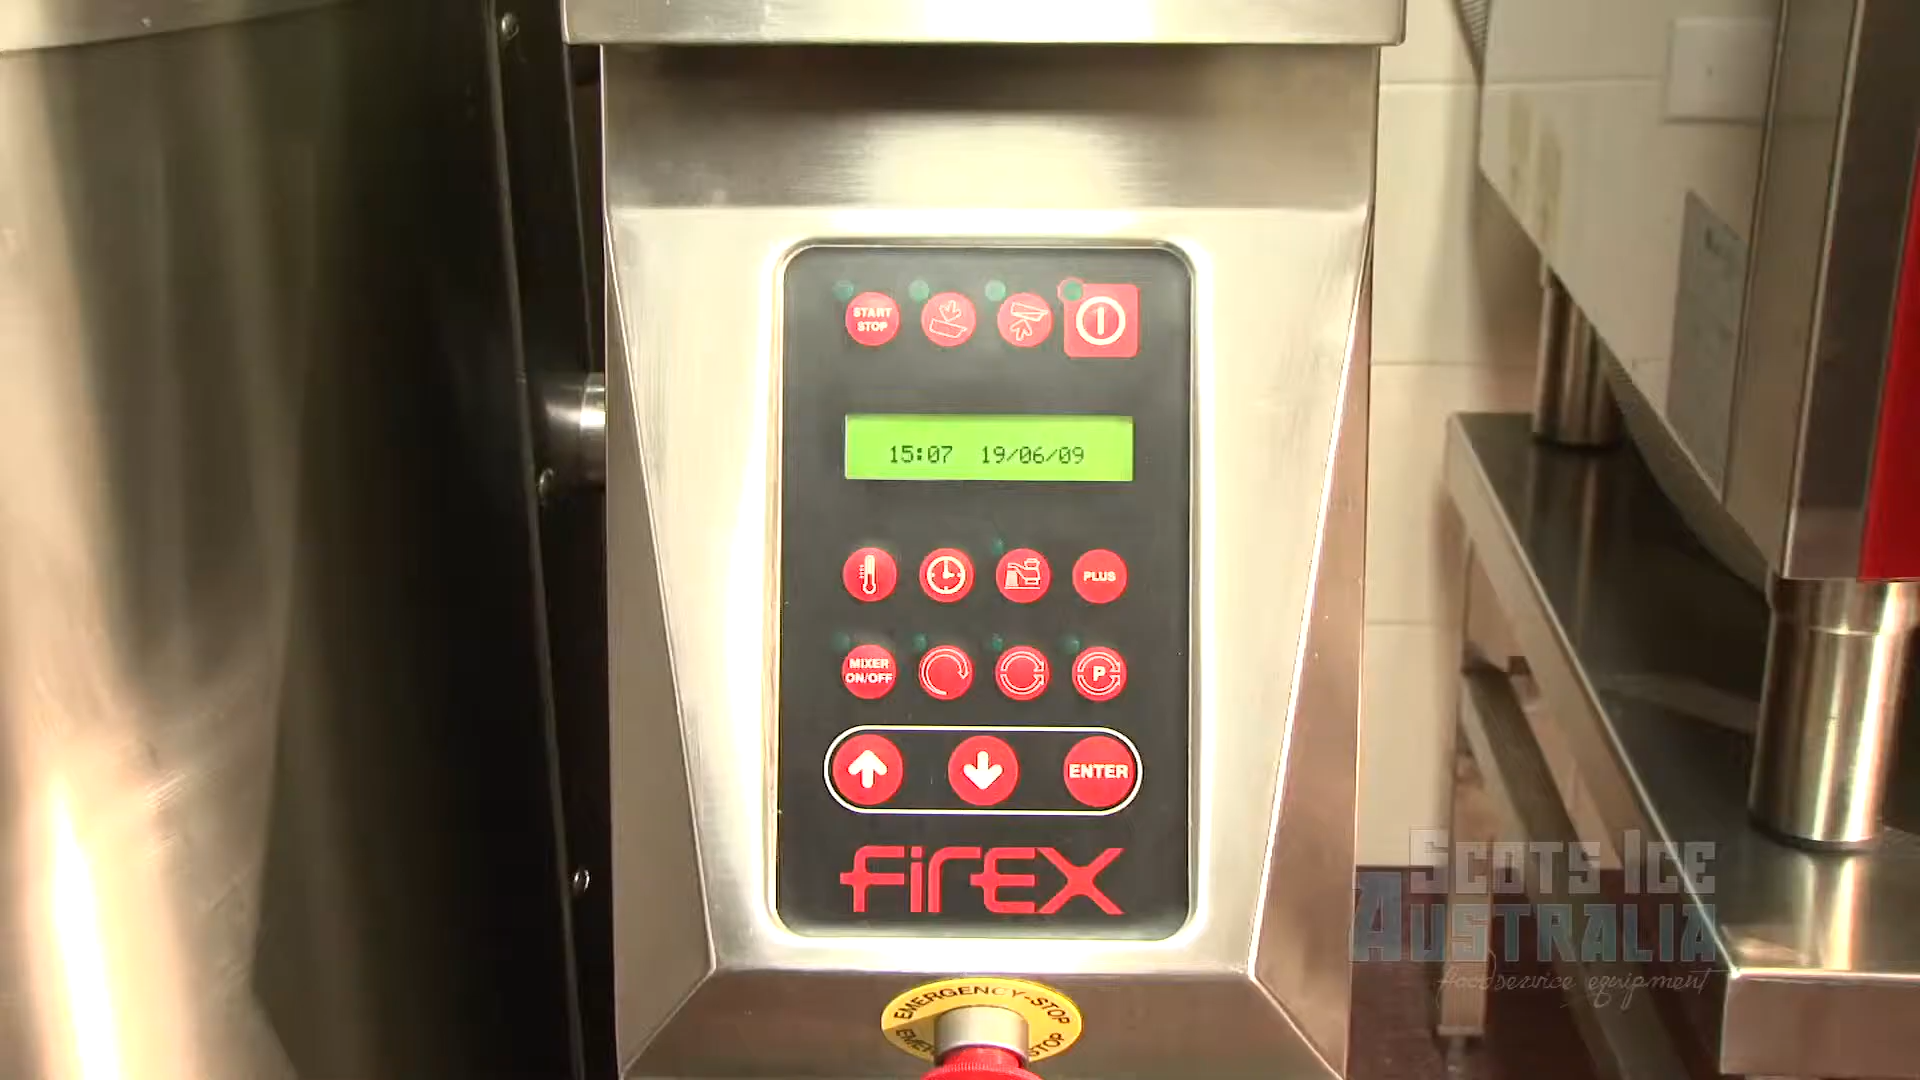 START
STOP
15:07 19/06/09
PLUS
MIXER
ON/OFF
P
ENTER
FIREX
EMERGENCY-STOP
SCOTS ICE
AUSTRALIA
foodservice equipment